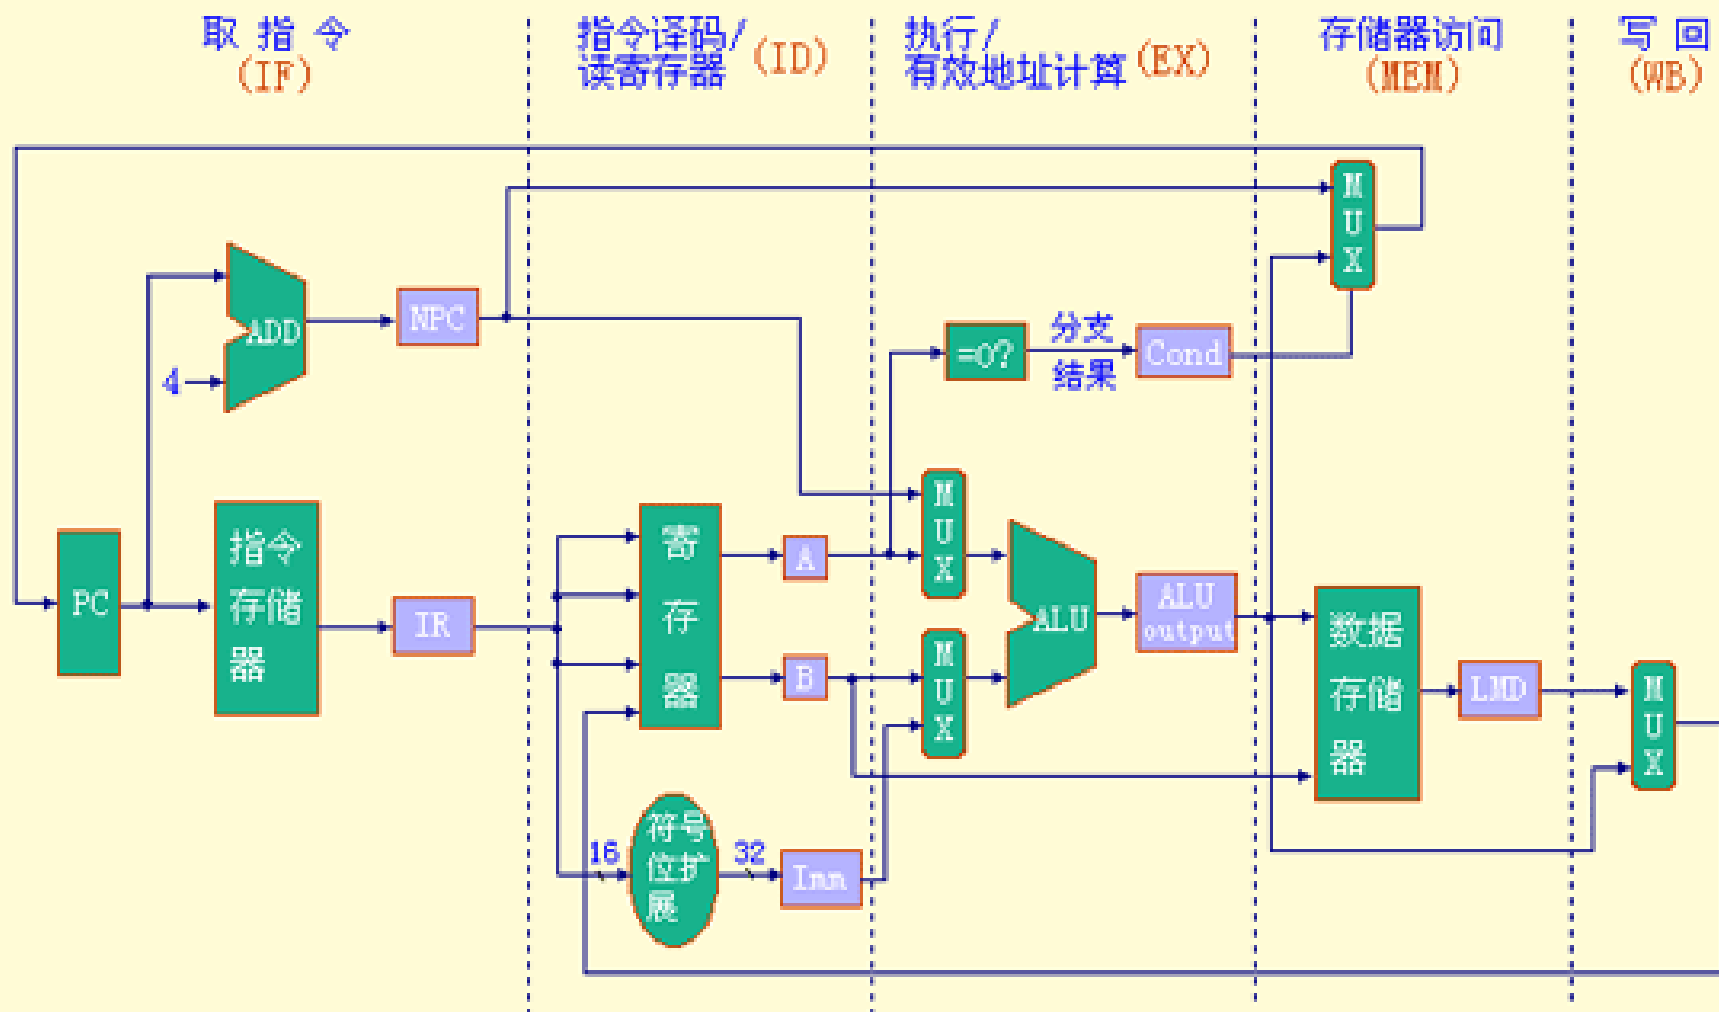 取 指 令
(IF)
指令译码/
读寄存器 (ID)
执行/
有效地址计算 (EX)
存储器访问
(MEM)
写 回
(WB)
MUX
ADD
NPC
4
=0?
分支
结果
Cond
PC
指令
存储
器
IR
寄
存
器
A
B
MUX
MUX
ALU
ALU
output
数据
存储
器
LMD
MUX
符号
位扩
展
16
32
Imm